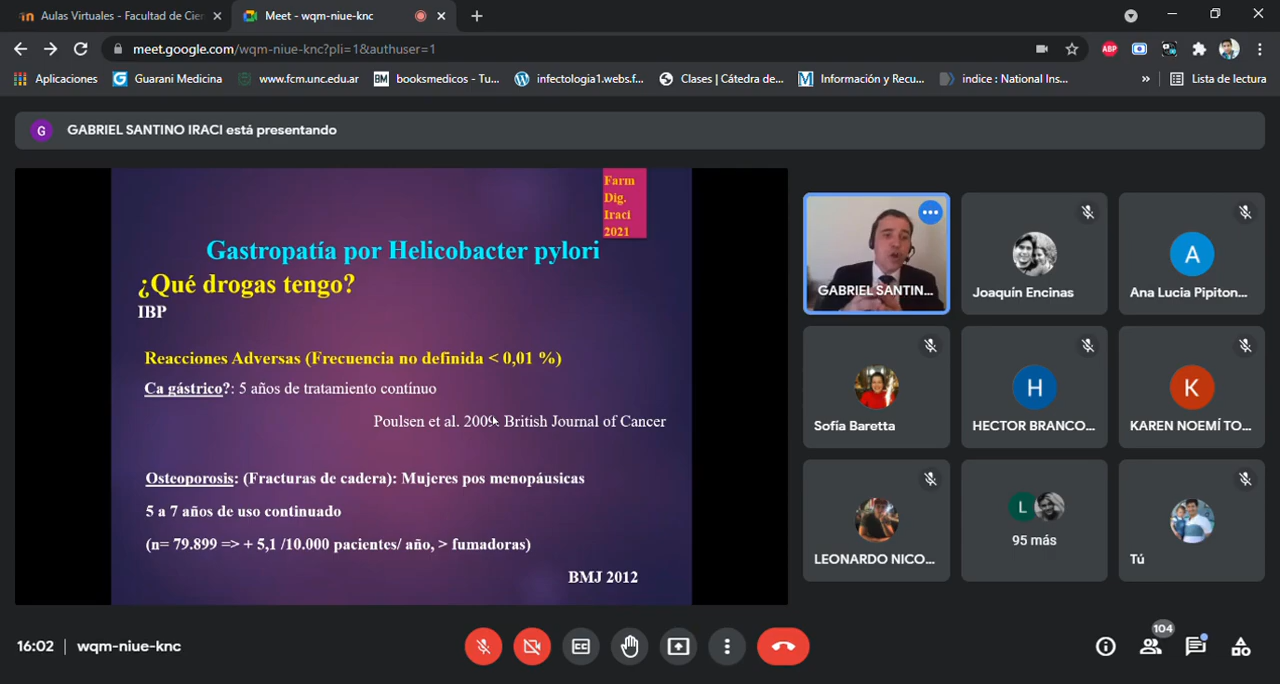 Aulas Virtuales - Facultad de Cien
Meet - wqm-niue-knc
meet.google.com/wqm-niue-knc?pli=1&authuser=1
ABP
Aplicaciones
Guarani Medicina
www.fcm.unc.edu.ar
BM booksmedicos - Tu...
infectologia1.webs.f...
Clases | Cátedra de...
Información y Recu...
indice : National Ins...
»
Lista de lectura
G GABRIEL SANTINO IRACI está presentando
Farm
Dig.
Iraci
2021
Gastropatía por Helicobacter pylori
¿Qué drogas tengo?
IBP
Reacciones Adversas (Frecuencia no definida < 0,01 %)
Ca gástrico?: 5 años de tratamiento contínuo
Poulsen et al. 2009. British Journal of Cancer
Osteoporosis: (Fracturas de cadera): Mujeres pos menopáusicas
5 a 7 años de uso continuado
(n= 79.899 => + 5,1 /10.000 pacientes/ año, > fumadoras)
BMJ 2012
GABRIEL SANTIN...
Joaquín Encinas
A
Ana Lucia Pipiton...
Sofía Baretta
H
HECTOR BRANCO...
K
KAREN NOEMÍ TO...
LEONARDO NICO...
L
95 más
Tú
16:02 | wqm-niue-knc
CC
104